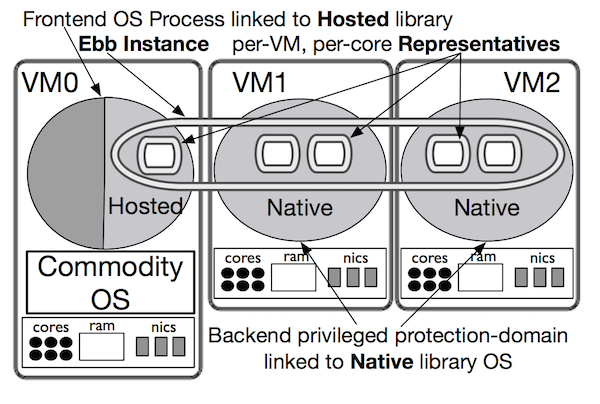 Frontend OS Process linked to Hosted library
Ebb Instance per-VM, per-core Representatives
VM0 VM1 VM2
Hosted Native Native
Commodity
OS
cores ram nics
cores ram nics
cores ram nics
Backend privileged protection-domain
linked to Native library OS